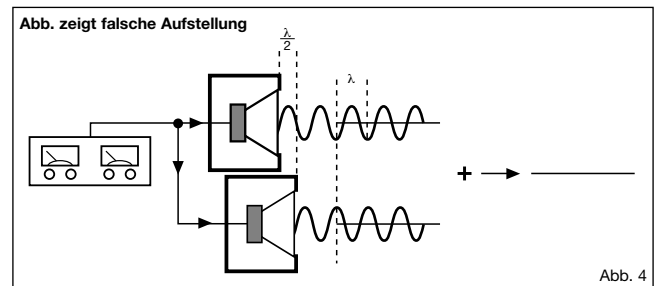 Abb. zeigt falsche Aufstellung
λ
2
λ
+
Abb. 4